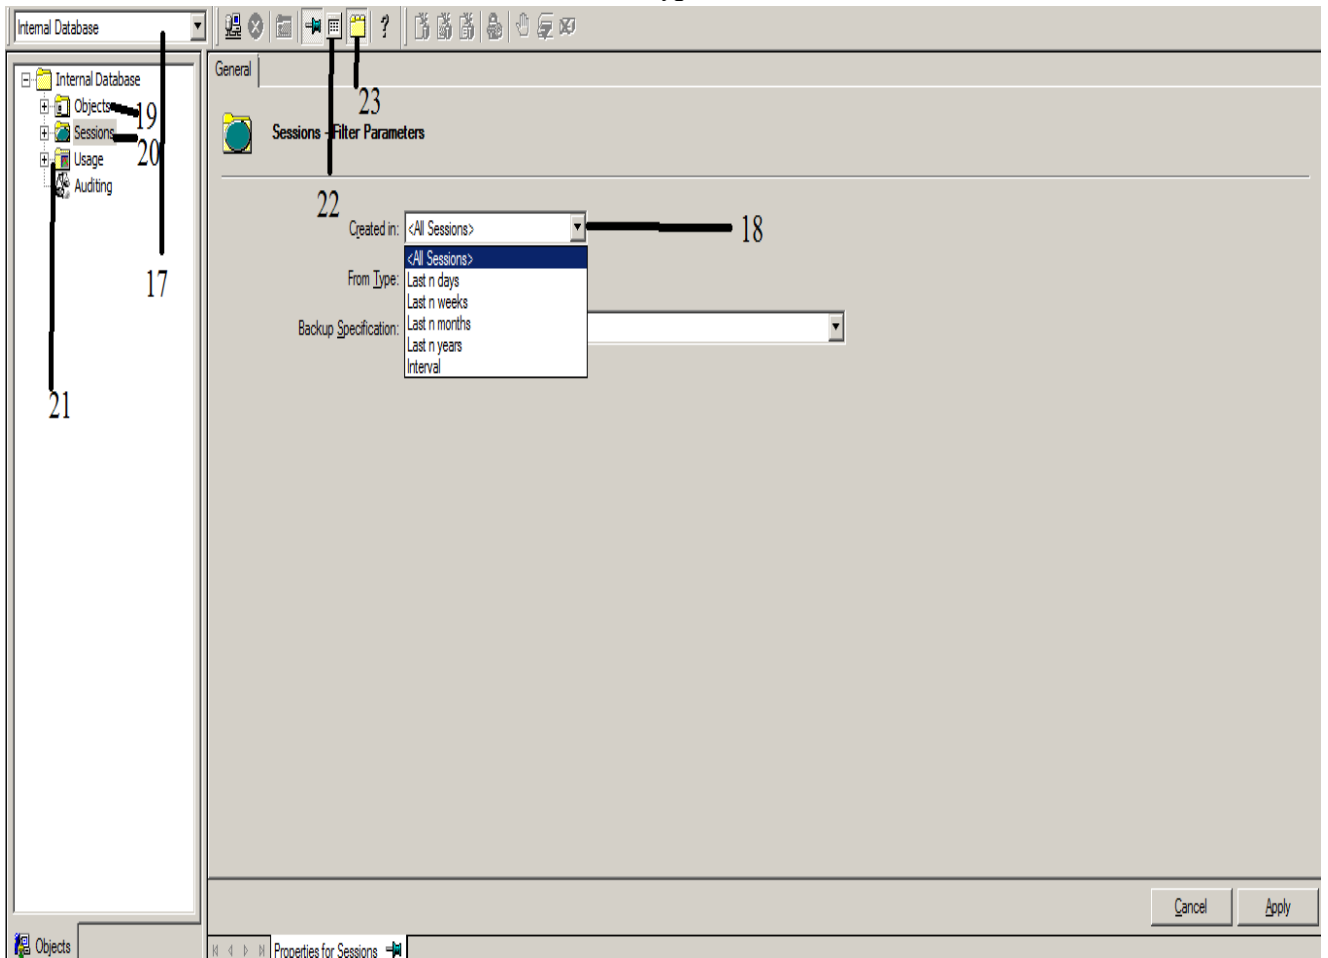 Internal Database
?
General
Internal Database
Objects
19
23
Sessions
20
Sessions - Filter Parameters
Usage
Auditing
22
Created in:
<All Sessions>
18
<All Sessions>
From Type:
Last n days
17
Last n weeks
Backup Specification:
Last n months
Last n years
Interval
21
Cancel
Apply
Objects
Properties for Sessions